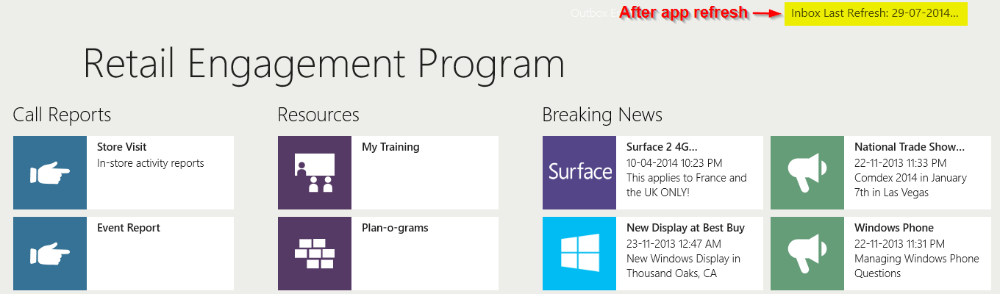 Outbox E
After app refresh
Inbox Last Refresh: 29-07-2014...
Retail Engagement Program
Call Reports
Store Visit
In-store activity reports
Event Report
Resources
My Training
Plan-o-grams
Breaking News
Surface
Surface 2 4G...
10-04-2014 10:23 PM
This applies to France and
the UK ONLY!
National Trade Show...
22-11-2013 11:33 PM
Comdex 2014 in January
7th in Las Vegas
New Display at Best Buy
23-11-2013 12:47 AM
New Windows Display in
Thousand Oaks, CA
Windows Phone
22-11-2013 11:31 PM
Managing Windows Phone
Questions